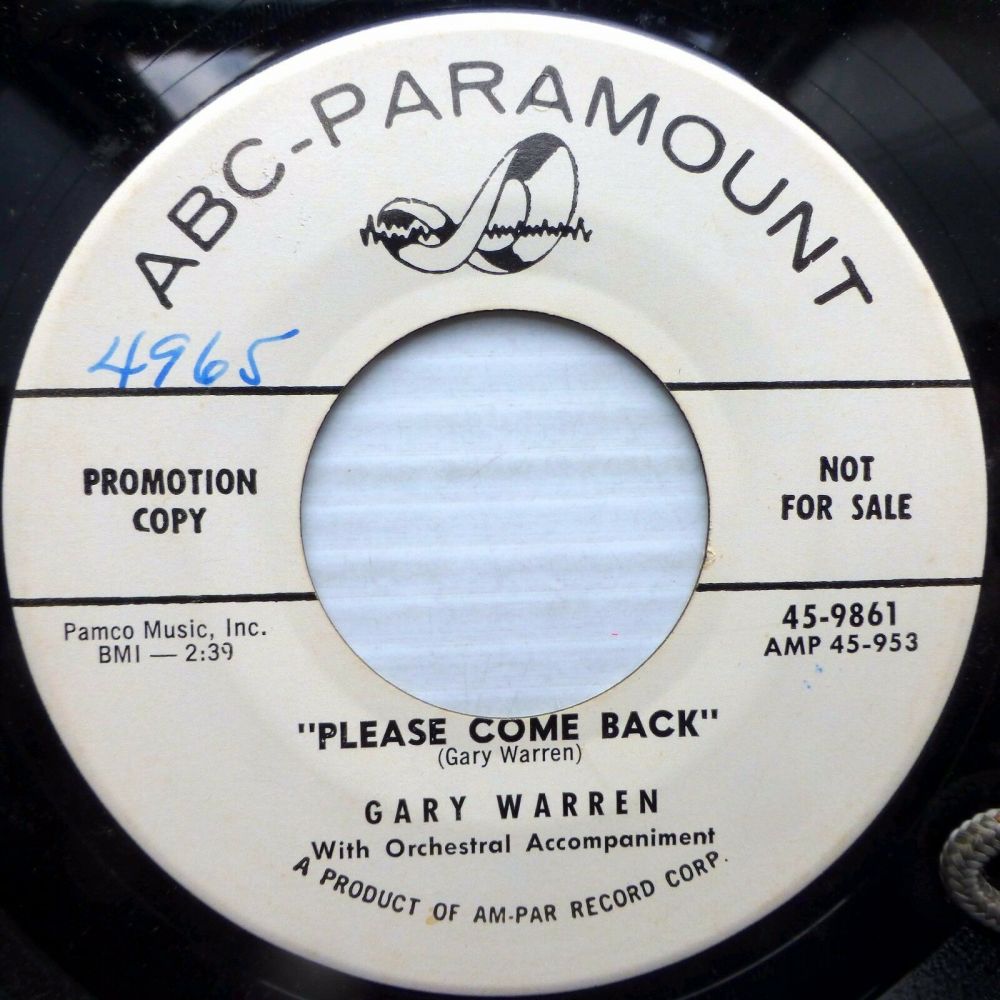 ABC-PARAMOUNT
4965
PROMOTION
COPY
NOT
FOR SALE
Pamco Music, Inc.
BMI — 2:39
45-9861
AMP 45-953
"PLEASE COME BACK"
(Gary Warren)
GARY WARREN
With Orchestral Accompaniment
A PRODUCT OF AM-PAR RECORD CORP.